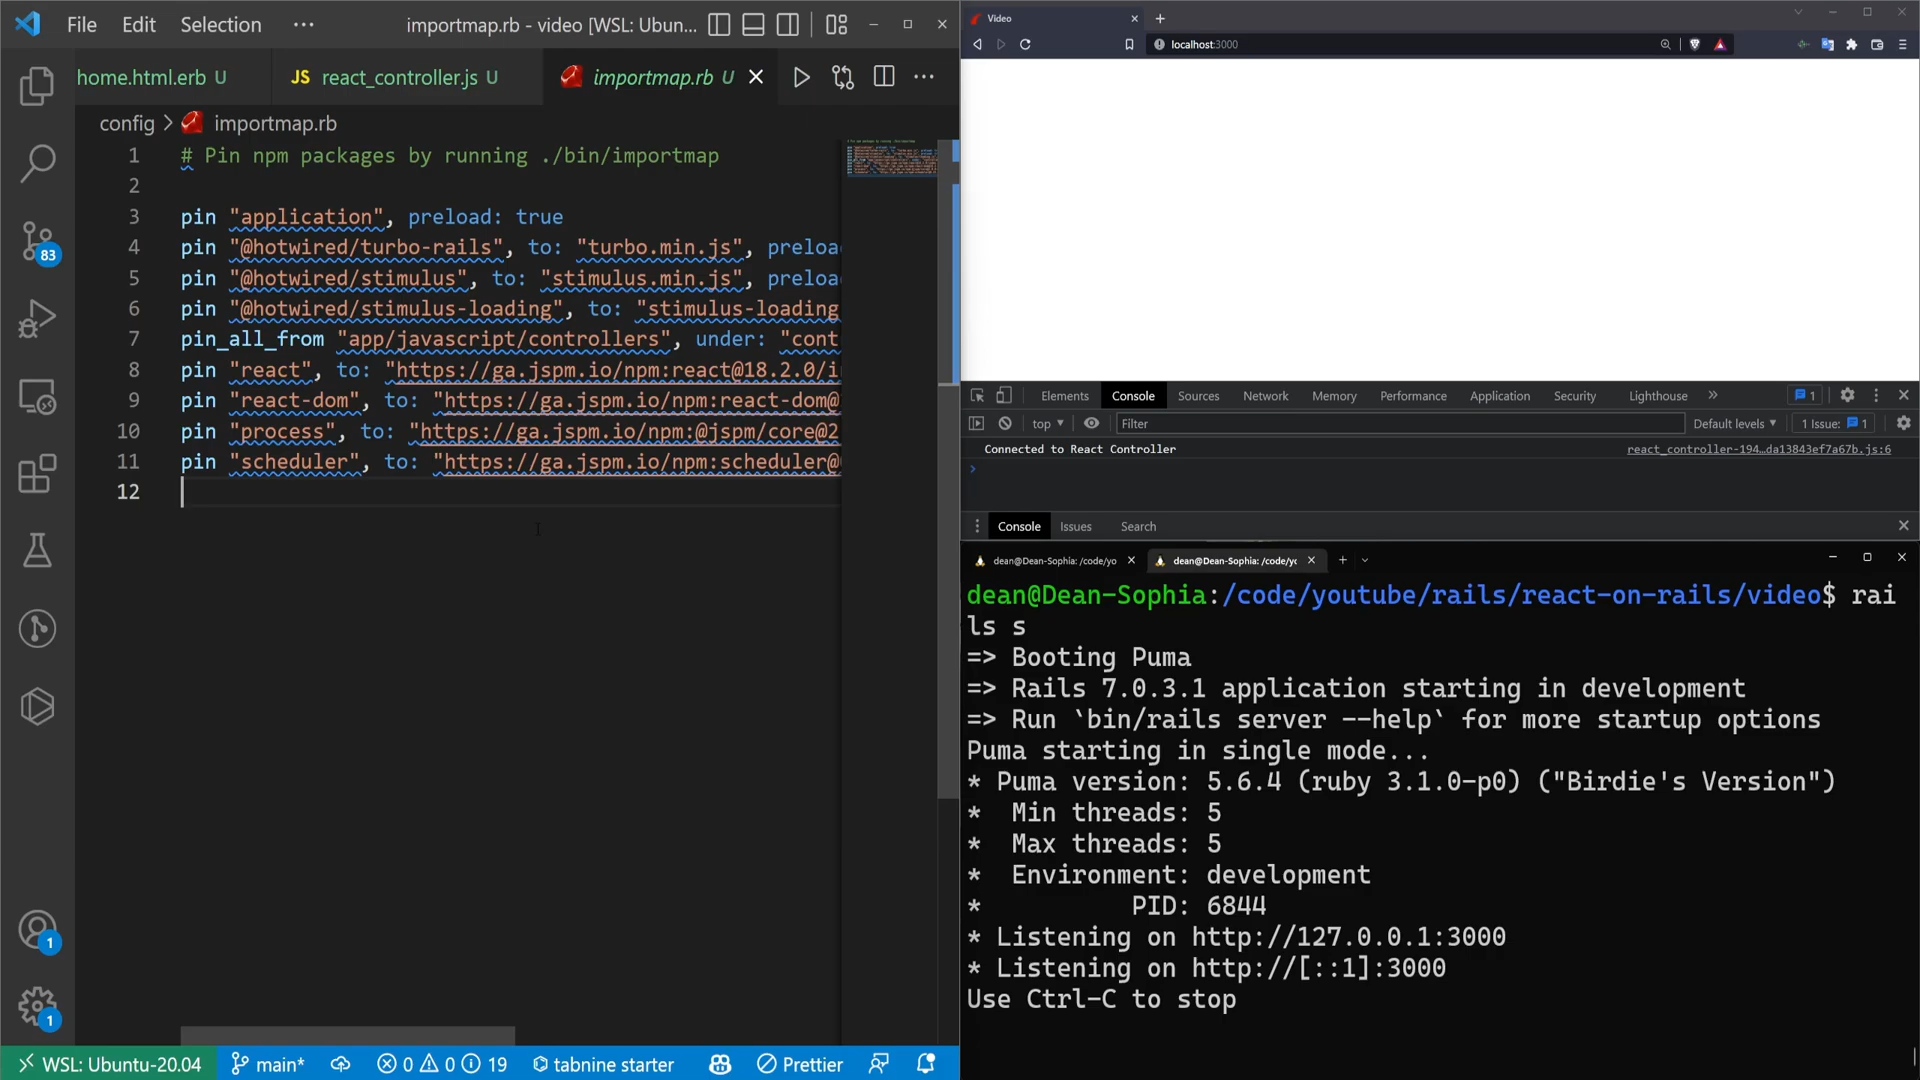 File Edit Selection ··· importmap.rb - video [WSL: Ubun...
home.html.erb U JS react_controller.js U importmap.rb U
config > importmap.rb
1 # Pin npm packages by running ./bin/importmap
2
3 pin "application", preload: true
4 pin "@hotwired/turbo-rails", to: "turbo.min.js", preloa
5 pin "@hotwired/stimulus", to: "stimulus.min.js", preloa
6 pin "@hotwired/stimulus-loading", to: "stimulus-loading
7 pin_all_from "app/javascript/controllers", under: "cont
8 pin "react", to: "https://ga.jspm.io/npm:react@18.2.0/i
9 pin "react-dom", to: "https://ga.jspm.io/npm:react-dom@
10 pin "process", to: "https://ga.jspm.io/npm:@jspm/core@2
11 pin "scheduler", to: "https://ga.jspm.io/npm:scheduler@
12
83
1
1
WSL: Ubuntu-20.04 main* 0 0 19 tabnine starter Prettier
Video
localhost:3000
Elements Console Sources Network Memory Performance Application Security Lighthouse 1
top Filter Default levels 1 Issue: 1
Connected to React Controller react_controller-194…da13843ef7a67b.js:6
Console Issues Search
dean@Dean-Sophia: /code/yo dean@Dean-Sophia: /code/yc
dean@Dean-Sophia:/code/youtube/rails/react-on-rails/video$ rai
ls s
=> Booting Puma
=> Rails 7.0.3.1 application starting in development
=> Run `bin/rails server --help` for more startup options
Puma starting in single mode...
* Puma version: 5.6.4 (ruby 3.1.0-p0) ("Birdie's Version")
* Min threads: 5
* Max threads: 5
* Environment: development
* PID: 6844
* Listening on http://127.0.0.1:3000
* Listening on http://[::1]:3000
Use Ctrl-C to stop